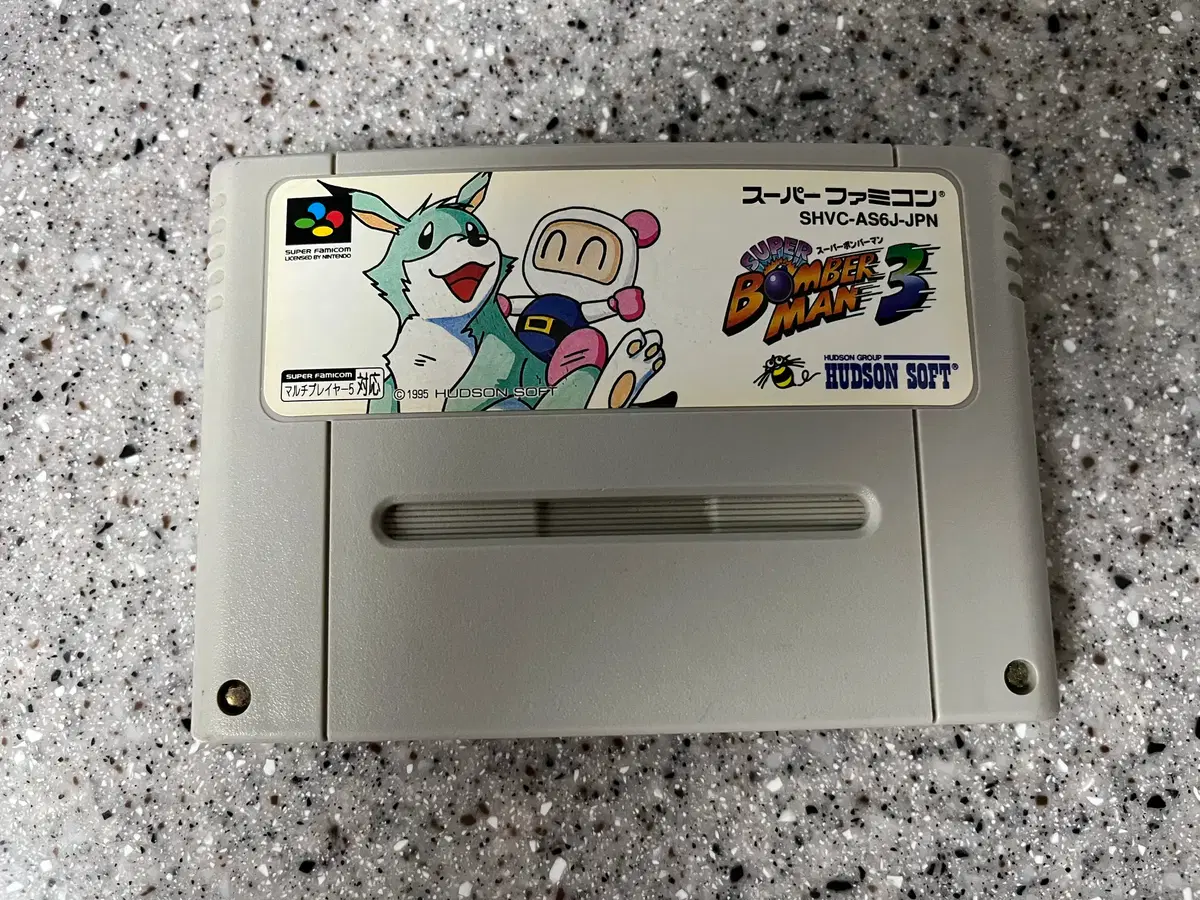 SUPER FAMICOM
LICENSED BY NINTENDO
スーパーファミコン®
SHVC-AS6J-JPN
スーパーボンバーマン
SUPER
BOMBER
MAN
3
HUDSON GROUP
HUDSON SOFT®
SUPER FAMICOM
マルチプレイヤー5対応
©1995 HUDSON SOFT